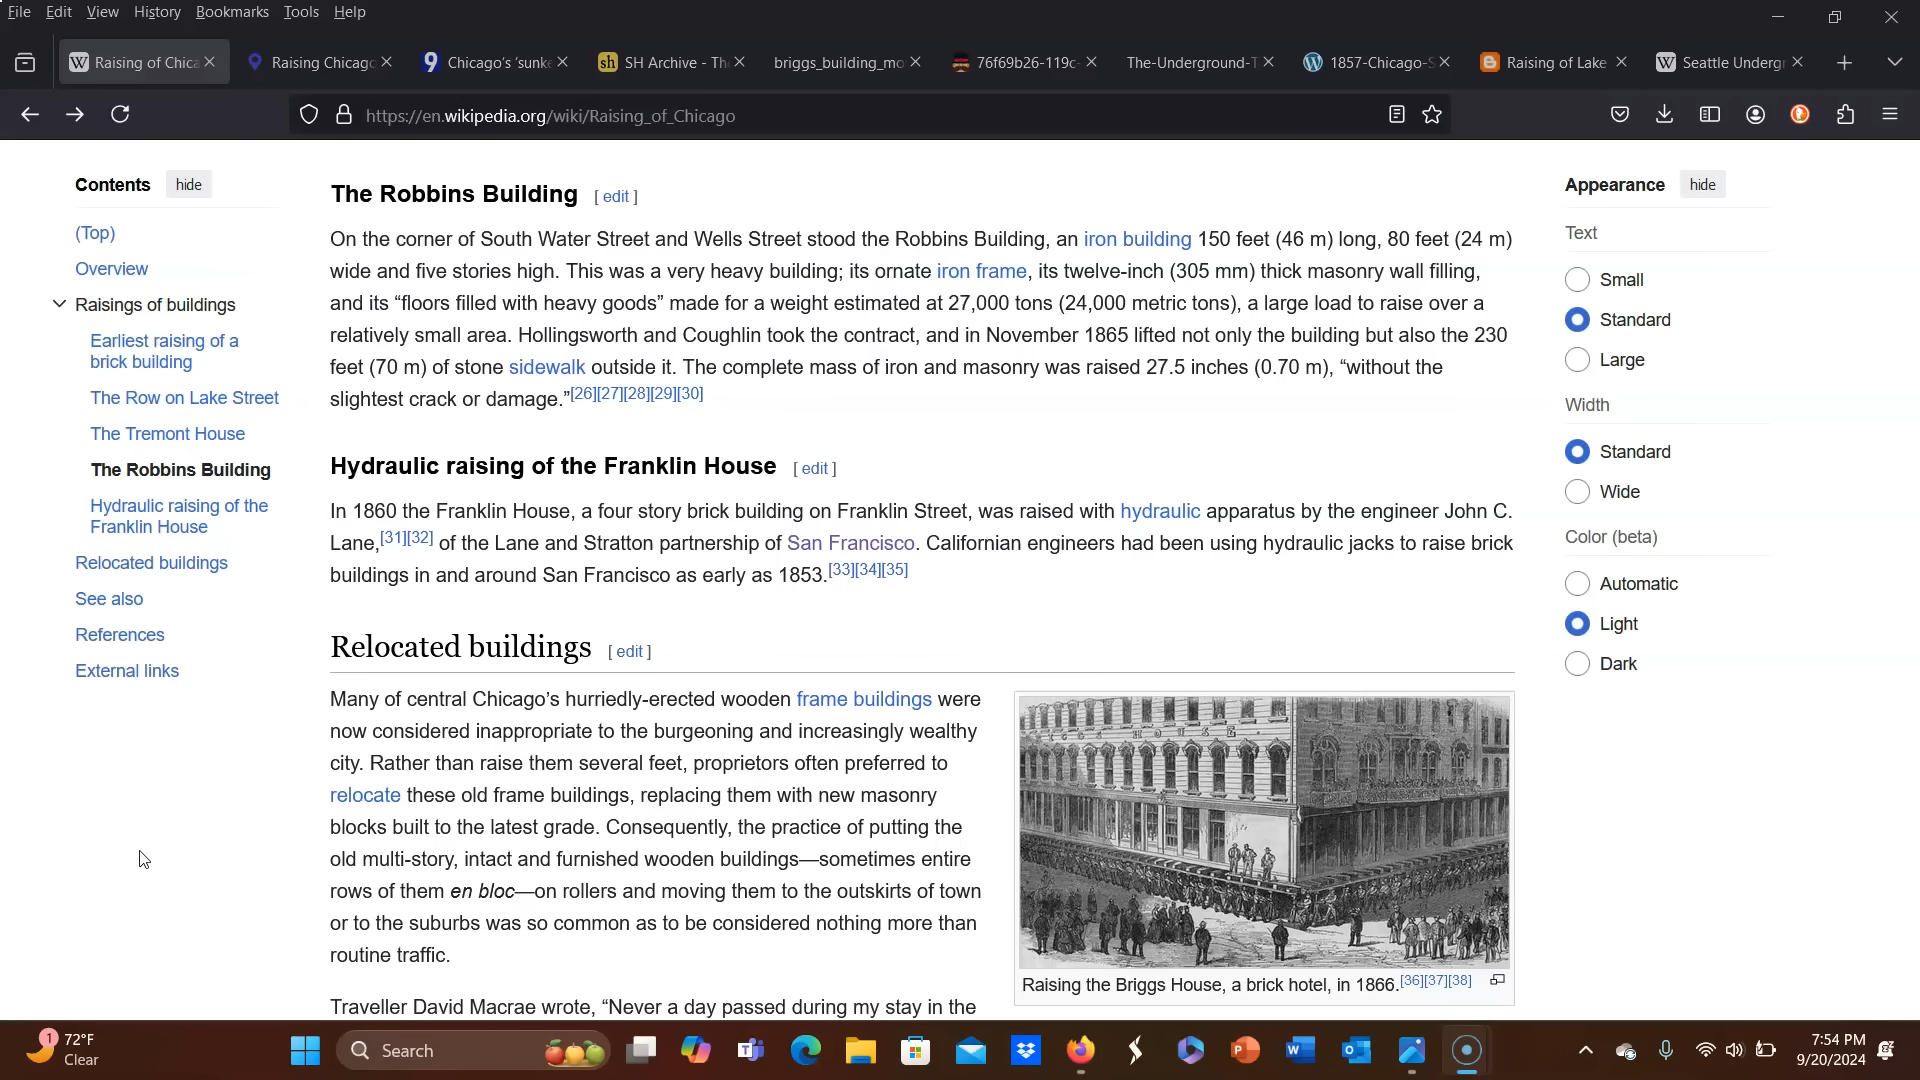 File Edit View History Bookmarks Tools Help
Raising of Chica
Raising Chicago
Chicago's 'sunke
SH Archive - Th
briggs_building_mo
76f69b26-119c-
The-Underground-T
1857-Chicago-S
Raising of Lake
Seattle Undergr
https://en.wikipedia.org/wiki/Raising_of_Chicago
Contents hide
(Top)
Overview
Raisings of buildings
Earliest raising of a
brick building
The Row on Lake Street
The Tremont House
The Robbins Building
Hydraulic raising of the
Franklin House
Relocated buildings
See also
References
External links
The Robbins Building [ edit ]
On the corner of South Water Street and Wells Street stood the Robbins Building, an iron building 150 feet (46 m) long, 80 feet (24 m)
wide and five stories high. This was a very heavy building; its ornate iron frame, its twelve-inch (305 mm) thick masonry wall filling,
and its “floors filled with heavy goods” made for a weight estimated at 27,000 tons (24,000 metric tons), a large load to raise over a
relatively small area. Hollingsworth and Coughlin took the contract, and in November 1865 lifted not only the building but also the 230
feet (70 m) of stone sidewalk outside it. The complete mass of iron and masonry was raised 27.5 inches (0.70 m), “without the
slightest crack or damage.”[26][27][28][29][30]
Hydraulic raising of the Franklin House [ edit ]
In 1860 the Franklin House, a four story brick building on Franklin Street, was raised with hydraulic apparatus by the engineer John C.
Lane,[31][32] of the Lane and Stratton partnership of San Francisco. Californian engineers had been using hydraulic jacks to raise brick
buildings in and around San Francisco as early as 1853.[33][34][35]
Relocated buildings [ edit ]
Many of central Chicago’s hurriedly-erected wooden frame buildings were
now considered inappropriate to the burgeoning and increasingly wealthy
city. Rather than raise them several feet, proprietors often preferred to
relocate these old frame buildings, replacing them with new masonry
blocks built to the latest grade. Consequently, the practice of putting the
old multi-story, intact and furnished wooden buildings—sometimes entire
rows of them en bloc—on rollers and moving them to the outskirts of town
or to the suburbs was so common as to be considered nothing more than
routine traffic.
Traveller David Macrae wrote, “Never a day passed during my stay in the
Raising the Briggs House, a brick hotel, in 1866.[36][37][38]
Appearance hide
Text
Small
Standard
Large
Width
Standard
Wide
Color (beta)
Automatic
Light
Dark
1
72°F
Clear
Search
7:54 PM
9/20/2024